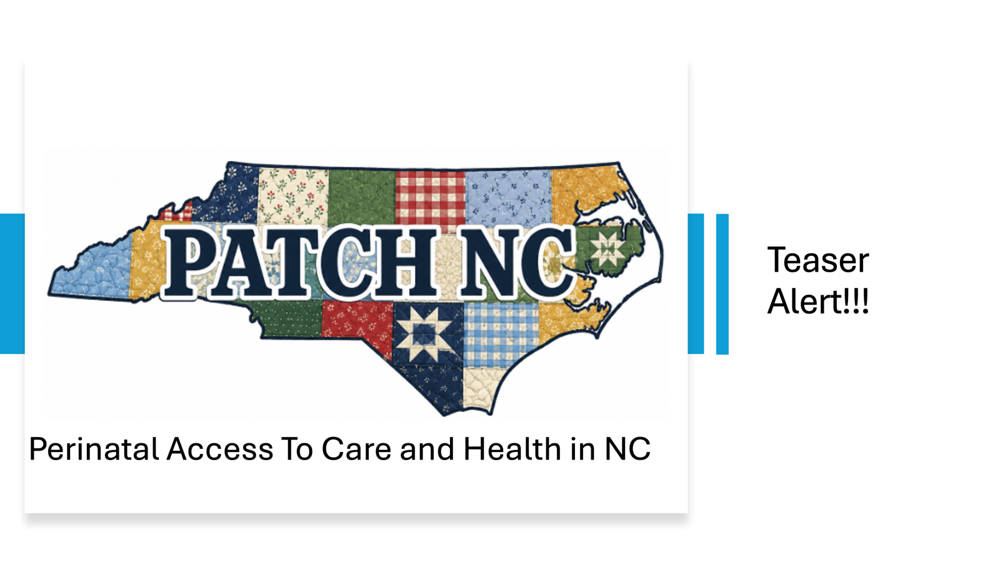 PATCH NC
Perinatal Access To Care and Health in NC
Teaser
Alert!!!